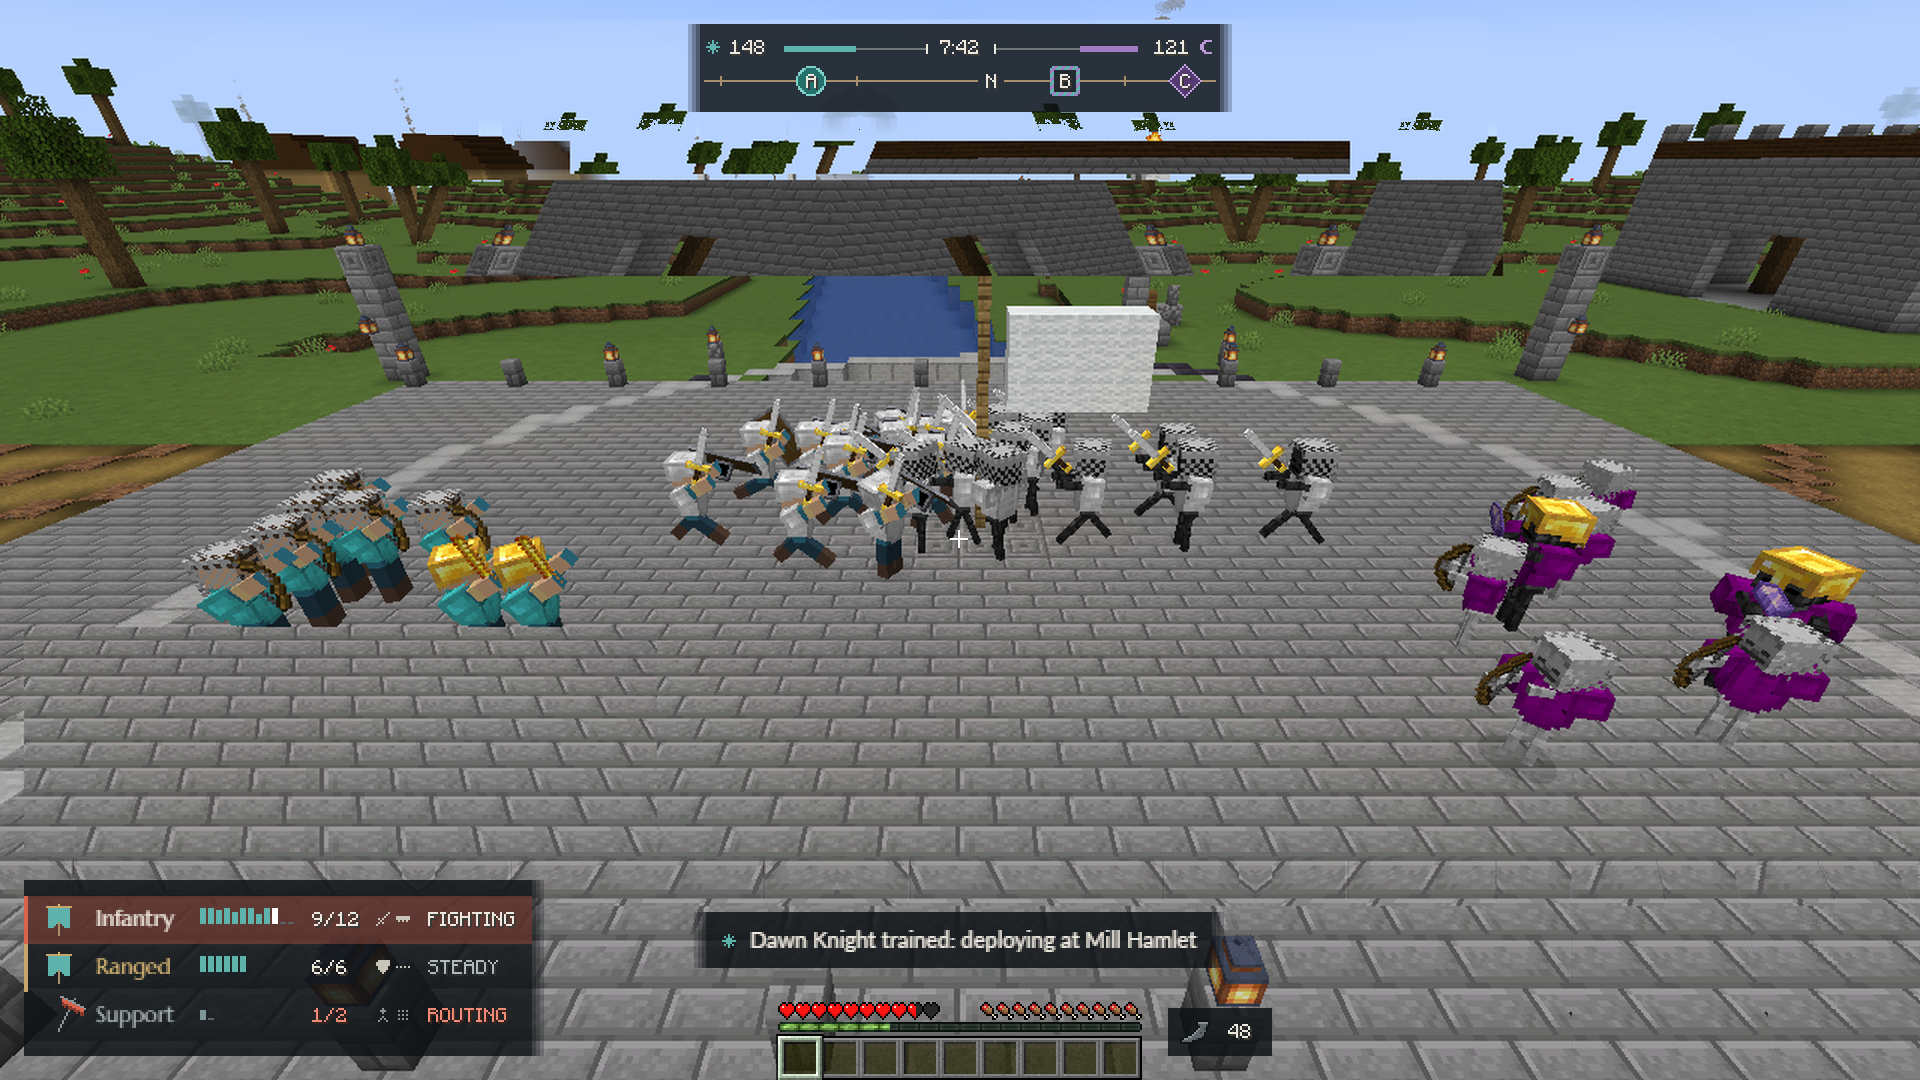 148 7:42 121
A N B C
Infantry 9/12 FIGHTING
Ranged 6/6 STEADY
Support 1/2 ROUTING
Dawn Knight trained: deploying at Mill Hamlet
48